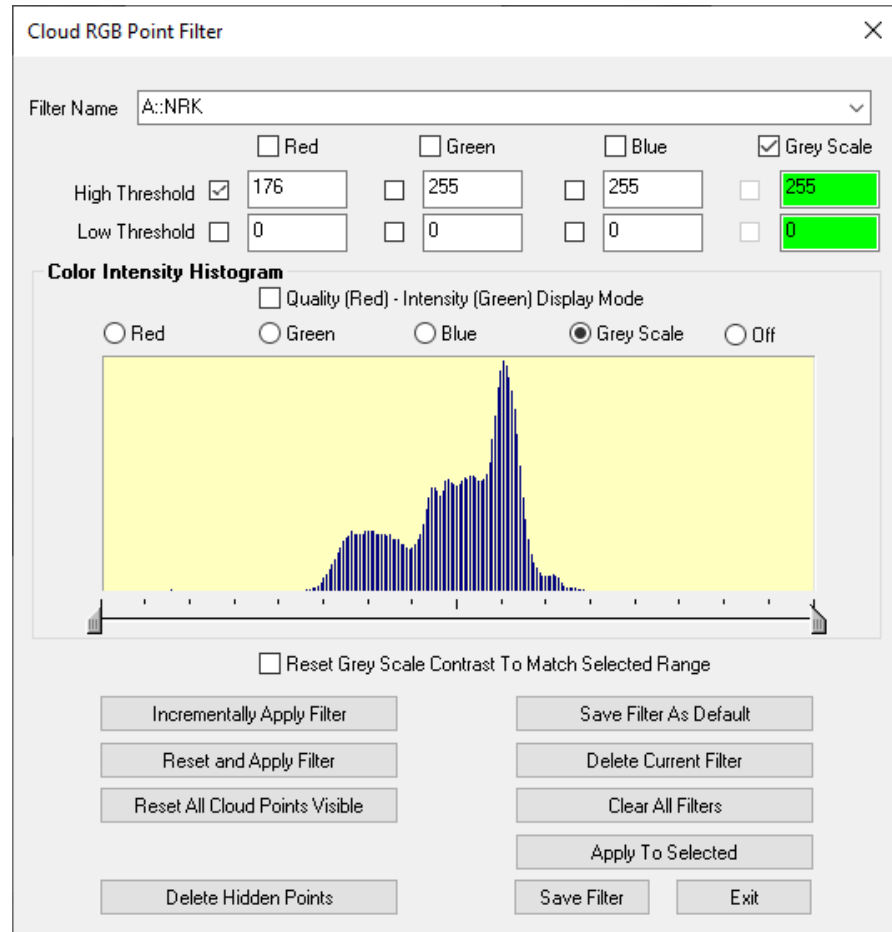 Cloud RGB Point Filter
Filter Name A::NRK
Red Green Blue Grey Scale
High Threshold 176 255 255 255
Low Threshold 0 0 0 0
Color Intensity Histogram
Quality (Red) - Intensity (Green) Display Mode
Red Green Blue Grey Scale Off
Reset Grey Scale Contrast To Match Selected Range
Incrementally Apply Filter Save Filter As Default
Reset and Apply Filter Delete Current Filter
Reset All Cloud Points Visible Clear All Filters
Apply To Selected
Delete Hidden Points Save Filter Exit